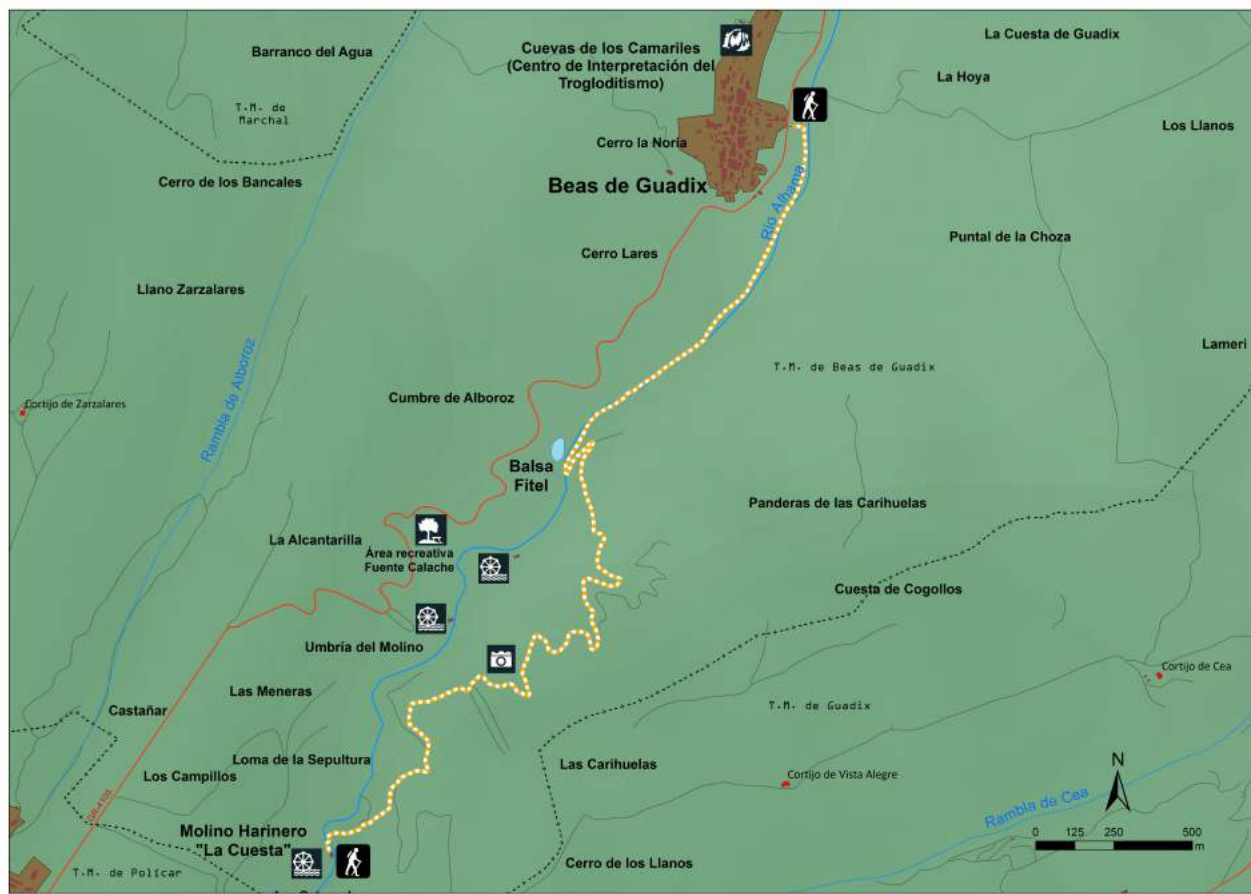 Barranco del Agua
Cuevas de los Camariles
(Centro de Interpretación del
Trogloditismo)
La Cuesta de Guadix
La Hoya
T.M. de
Marchal
Los Llanos
Cerro la Noria
Cerro de los Bancales
Beas de Guadix
Río Alhama
Puntal de la Choza
Cerro Lares
Llano Zarzalares
Lameri
T.M. de Beas de Guadix
Rambla de Alboroz
Cortijo de Zarzalares
Cumbre de Alboroz
Balsa
Fitel
Panderas de las Carihuelas
La Alcantarilla
Área recreativa
Fuente Calache
Cuesta de Cogollos
Umbría del Molino
Cortijo de Cea
Las Meneras
Castañar
T.M. de Guadix
Loma de la Sepultura
Las Carihuelas
Los Campillos
Cortijo de Vista Alegre
N
Rambla de Cea
GR-4105
Molino Harinero
"La Cuesta"
0 125 250 500
m
Cerro de los Llanos
T.M. de Polícar